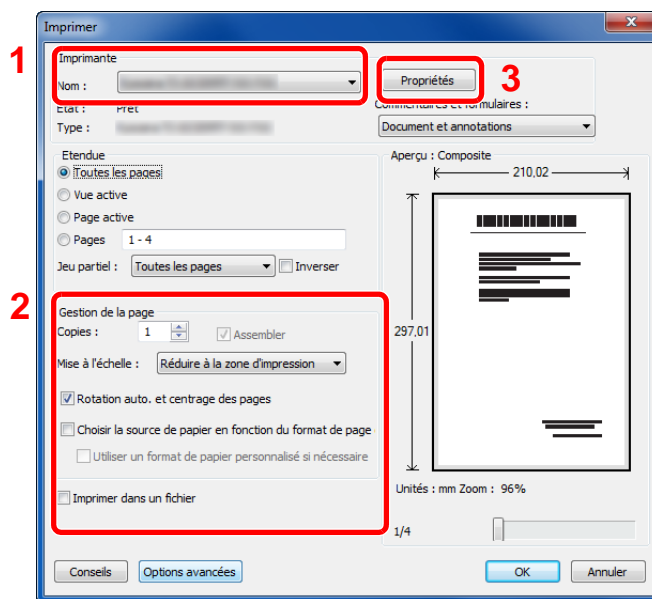 Imprimer
1
Imprimante
Nom :
Propriétés
3
Etat : Prêt
Commentaires et formulaires :
Type :
Document et annotations
Etendue
Toutes les pages
Vue active
Page active
Pages 1 - 4
Jeu partiel : Toutes les pages Inverser
Aperçu : Composite
210,02
297,01
2
Gestion de la page
Copies : 1 Assembler
Mise à l'échelle : Réduire à la zone d'impression
Rotation auto. et centrage des pages
Choisir la source de papier en fonction du format de page
Utiliser un format de papier personnalisé si nécessaire
Imprimer dans un fichier
Unités : mm Zoom : 96%
1/4
Conseils Options avancées OK Annuler